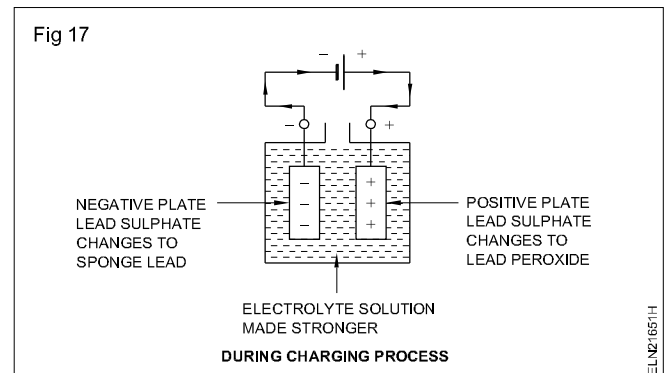 Fig 17
− +
− +
− +
− +
− +
NEGATIVE PLATE
LEAD SULPHATE
CHANGES TO
SPONGE LEAD
POSITIVE PLATE
LEAD SULPHATE
CHANGES TO
LEAD PEROXIDE
ELECTROLYTE SOLUTION
MADE STRONGER
DURING CHARGING PROCESS
ELN21651H